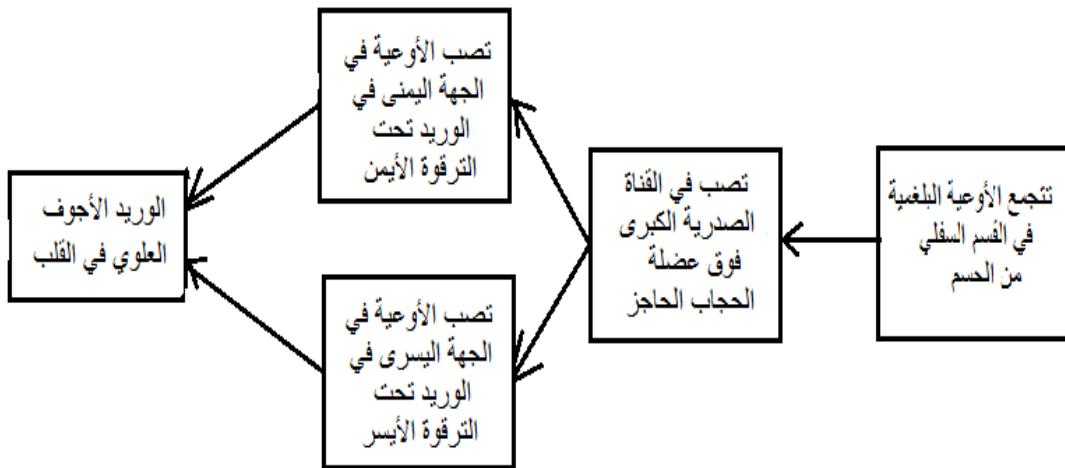 تتجمع الأوعية البلغمية
في القسم السفلي
من الحسم
تصب في القناة
الصدرية الكبرى
فوق عضلة
الحجاب الحاجز
تصب الأوعية في
الجهة اليمنى في
الوريد تحت
الترقوة الأيمن
تصب الأوعية في
الجهة اليسرى في
الوريد تحت
الترقوة الأيسر
الوريد الأجوف
العلوي في القلب